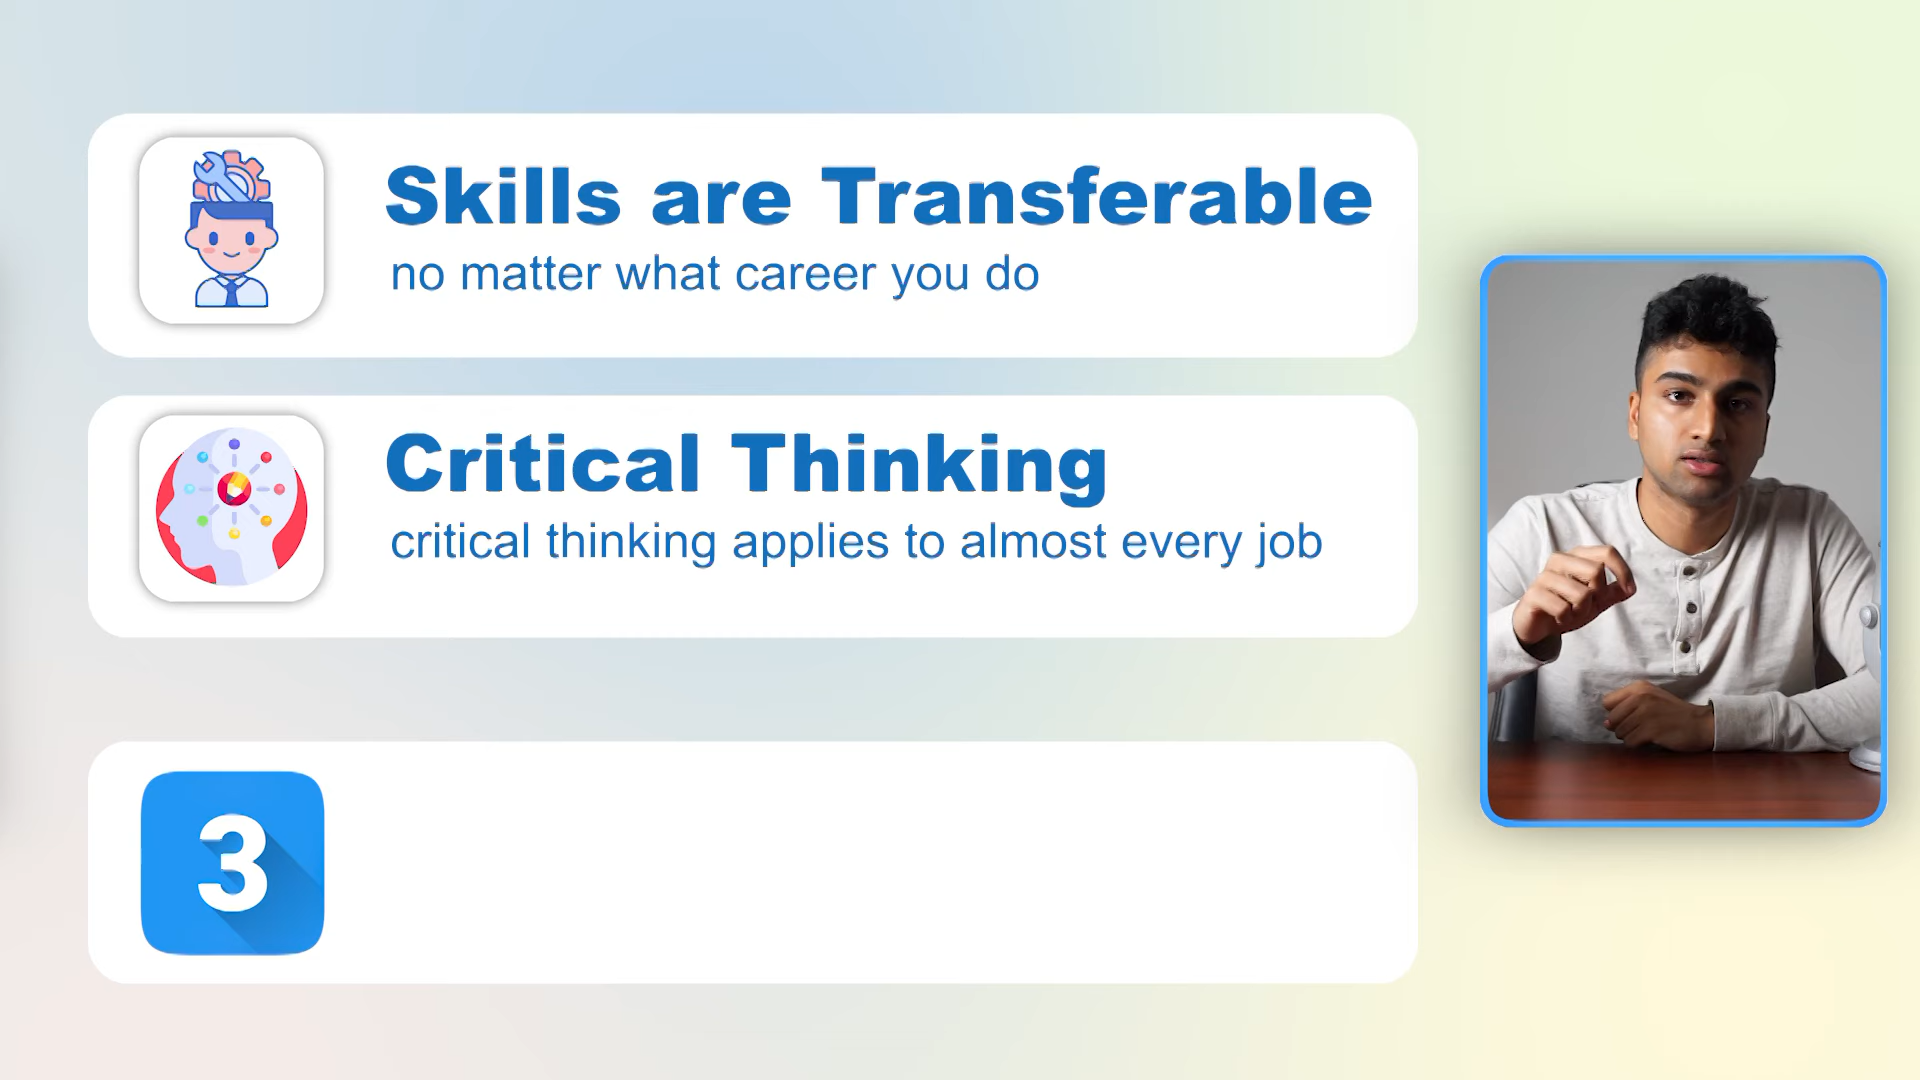 Skills are Transferable
no matter what career you do
Critical Thinking
critical thinking applies to almost every job
3